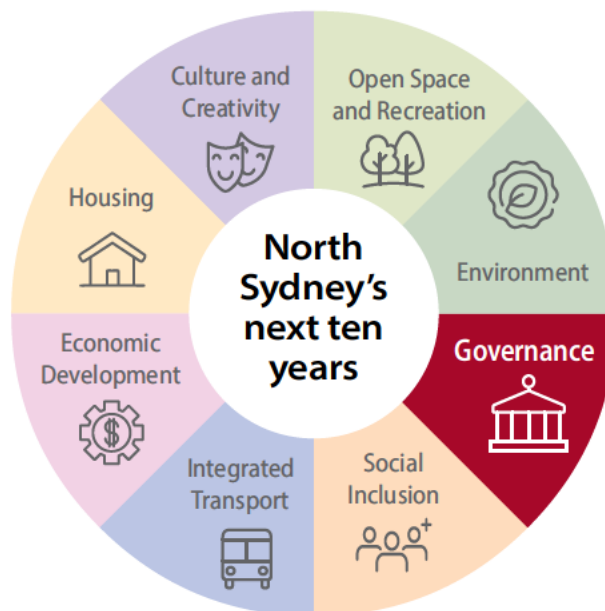 Culture and
Creativity
Open Space
and Recreation
Housing
Environment
North
Sydney’s
next ten
years
Economic
Development
$
Governance
Integrated
Transport
Social
Inclusion
+